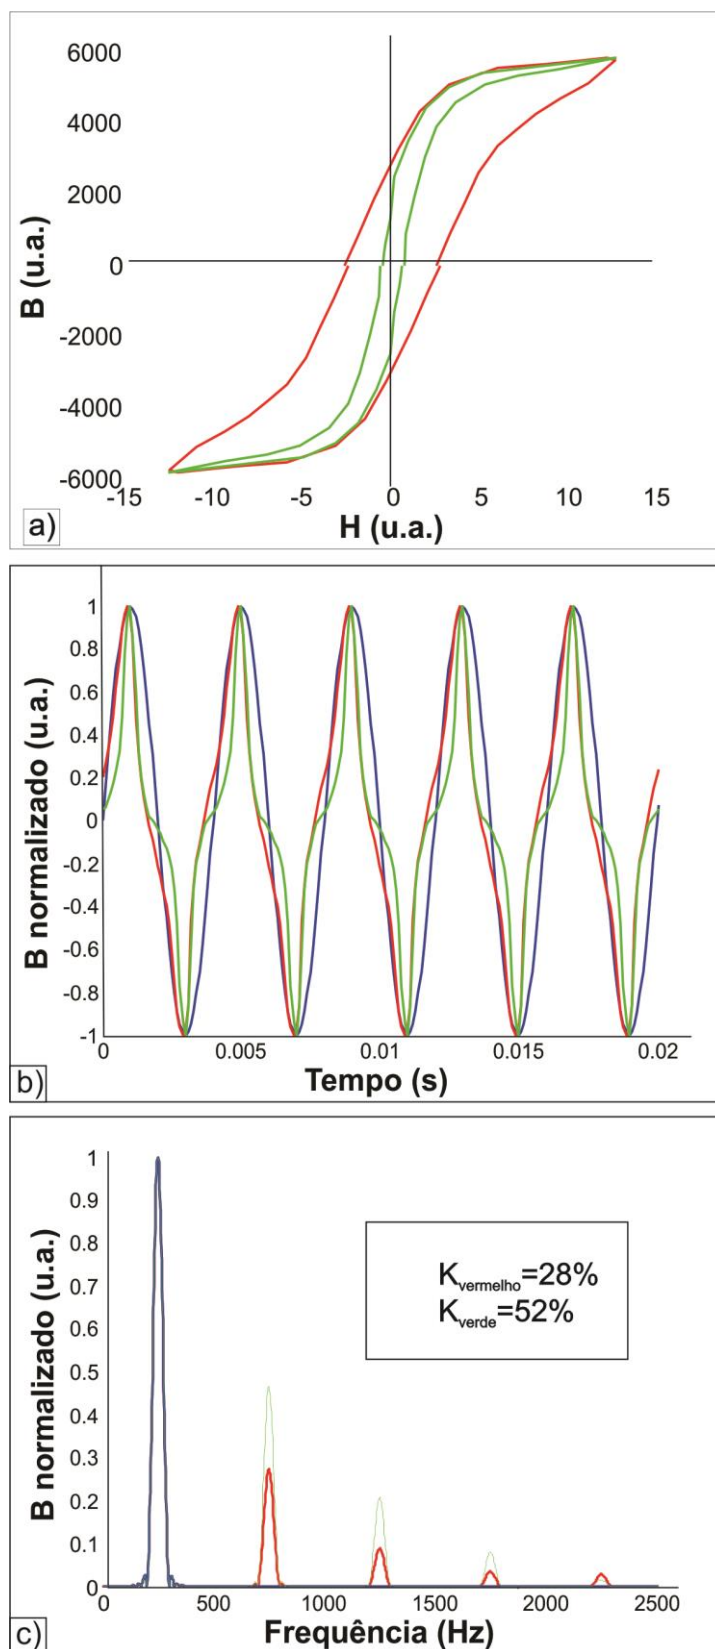 6000
4000
2000
0
-2000
-4000
-6000
B (u.a.)
-15 -10 -5 0 5 10 15
H (u.a.)
a)
1
0.8
0.6
0.4
0.2
0
-0.2
-0.4
-0.6
-0.8
-1
B normalizado (u.a.)
0 0.005 0.01 0.015 0.02
Tempo (s)
b)
1
0.9
0.8
0.7
0.6
0.5
0.4
0.3
0.2
0.1
0
B normalizado (u.a.)
Kvermelho=28%
Kverde=52%
0 500 1000 1500 2000 2500
Frequência (Hz)
c)